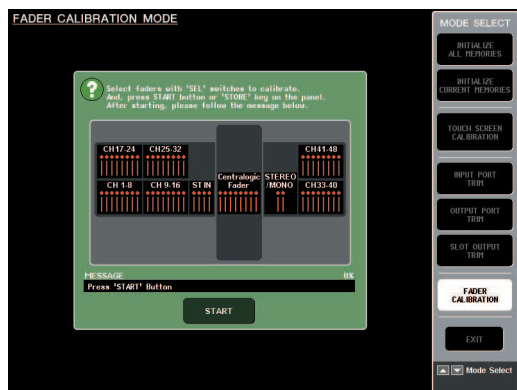 FADER CALIBRATION MODE
Select faders with 'SEL' switches to calibrate.
And, press START button or 'STORE' key on the panel.
After starting, please follow the message below.
CH17-24
CH25-32
CH41-48
CH 1-8
CH 9-16
ST IN
Centralogic
Fader
STEREO
/MONO
CH33-40
MESSAGE
0%
Press 'START' Button
START
MODE SELECT
INITIALIZE
ALL MEMORIES
INITIALIZE
CURRENT MEMORIES
TOUCH SCREEN
CALIBRATION
INPUT PORT
TRIM
OUTPUT PORT
TRIM
SLOT OUTPUT
TRIM
FADER
CALIBRATION
EXIT
Mode Select